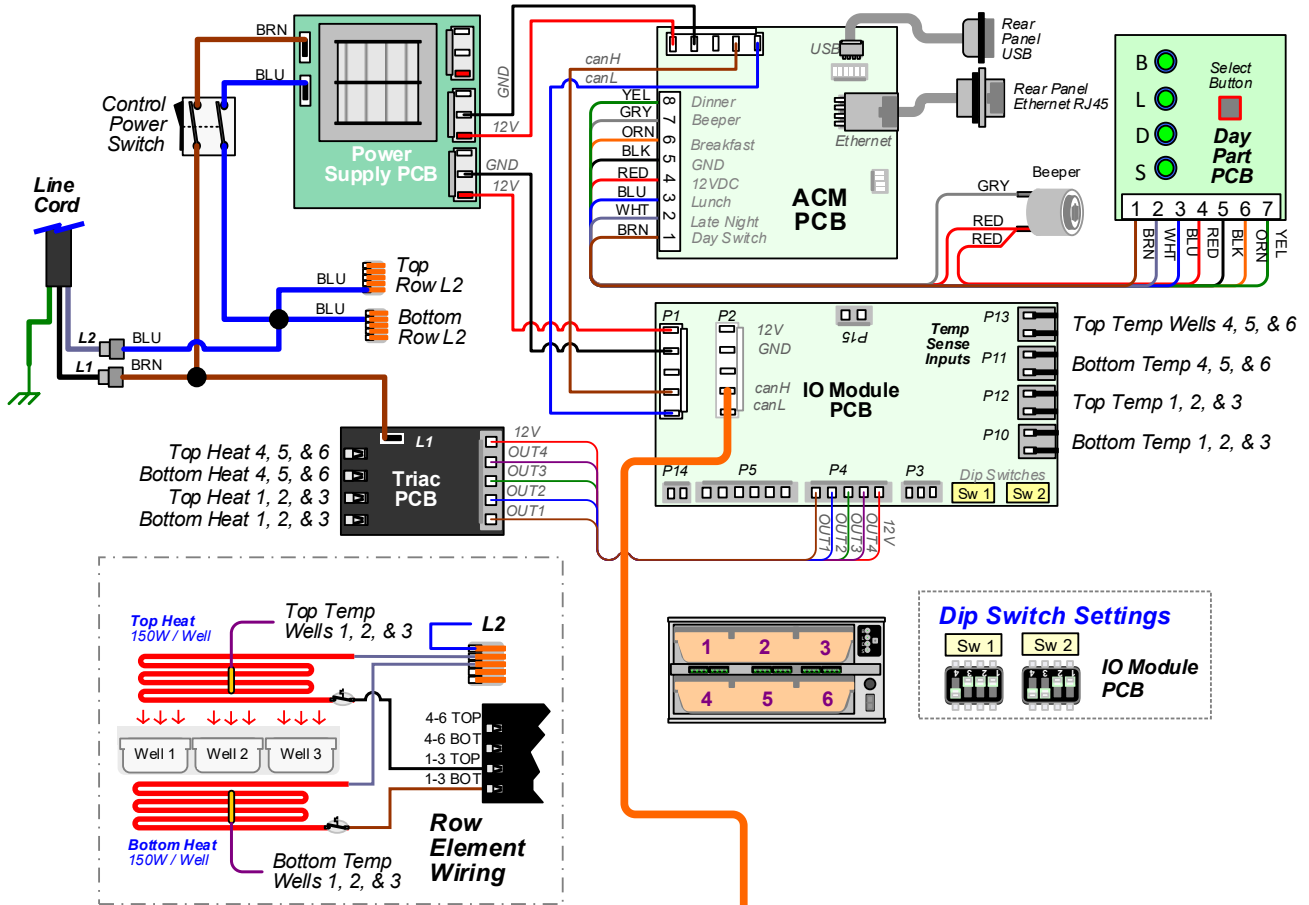 BRN
BLU
Control
Power
Switch
Power
Supply PCB
GND
12V
GND
12V
Line
Cord
BLU
Top
Row L2
BLU
Bottom
Row L2
L2
BLU
L1
BRN
canH
canL
USB
Rear
Panel
USB
Rear Panel
Ethernet RJ45
Ethernet
ACM
PCB
YEL
8
Dinner
GRY
7
Beeper
ORN
6
Breakfast
BLK
5
GND
RED
4
12VDC
BLU
3
Lunch
WHT
2
Late Night
BRN
1
Day Switch
Beeper
GRY
RED
RED
B
L
D
S
Select
Button
Day
Part
PCB
1 2 3 4 5 6 7
BRN
WHT
BLU
RED
BLK
ORN
YEL
P1
P2
12V
GND
canH
canL
P15
Temp
Sense
Inputs
IO Module
PCB
P13
Top Temp Wells 4, 5, & 6
P11
Bottom Temp 4, 5, & 6
P12
Top Temp 1, 2, & 3
P10
Bottom Temp 1, 2, & 3
P14
P5
P4
P3
Dip Switches
Sw 1
Sw 2
OUT1
OUT2
OUT3
OUT4
12V
Top Heat 4, 5, & 6
Bottom Heat 4, 5, & 6
Top Heat 1, 2, & 3
Bottom Heat 1, 2, & 3
L1
Triac
PCB
12V
OUT4
OUT3
OUT2
OUT1
Top Heat
150W / Well
Top Temp
Wells 1, 2, & 3
L2
4-6 TOP
4-6 BOT
1-3 TOP
1-3 BOT
Well 1
Well 2
Well 3
Bottom Heat
150W / Well
Bottom Temp
Wells 1, 2, & 3
Row
Element
Wiring
1 2 3
4 5 6
Dip Switch Settings
Sw 1
Sw 2
IO Module
PCB